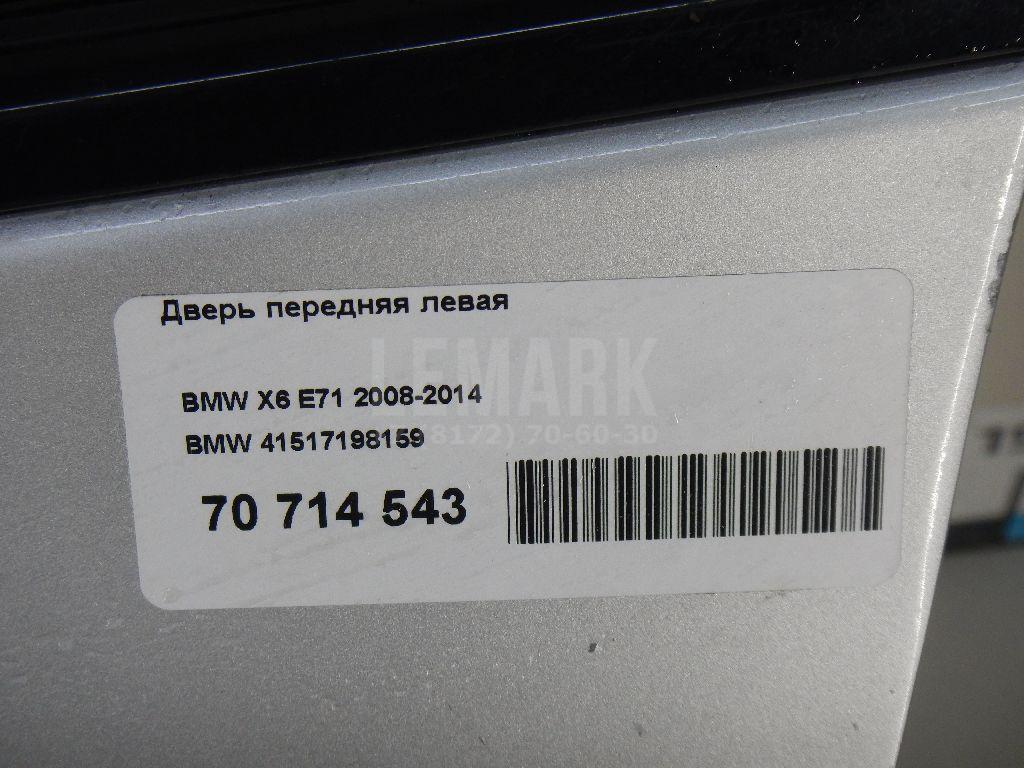 Дверь передняя левая
LEMARK
BMW X6 E71 2008-2014
(8172) 70-60-30
BMW 41517198159
70 714 543